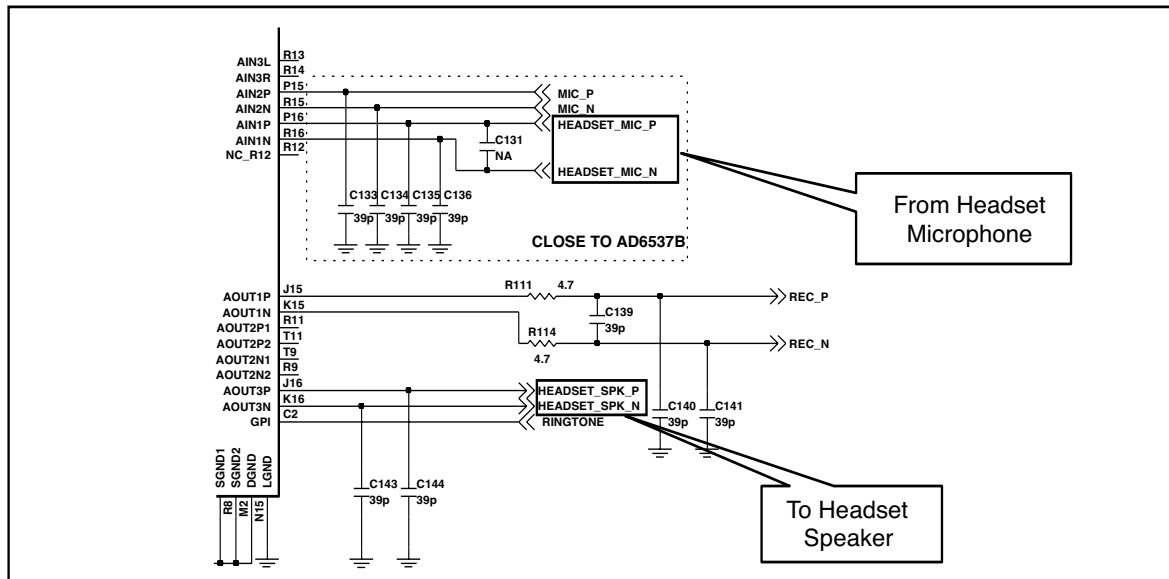 AIN3L R13
AIN3R R14
AIN2P P15 MIC_P
AIN2N R15 MIC_N
AIN1P P16 HEADSET_MIC_P
AIN1N R16
C131
NA
NC_R12 R12
HEADSET_MIC_N
C133 C134 C135 C136
39p 39p 39p 39p
CLOSE TO AD6537B
From Headset
Microphone
AOUT1P J15 R111 4.7 REC_P
AOUT1N K15
C139
39p
AOUT2P1 R11
R114
4.7
REC_N
AOUT2P2 T11
AOUT2N1 T9
AOUT2N2 R9
AOUT3P J16 HEADSET_SPK_P
AOUT3N K16 HEADSET_SPK_N
GPI C2 RINGTONE
C140 C141
39p 39p
SGND1
SGND2
DGND
LGND
R8
M2
N15
C143 C144
39p 39p
To Headset
Speaker